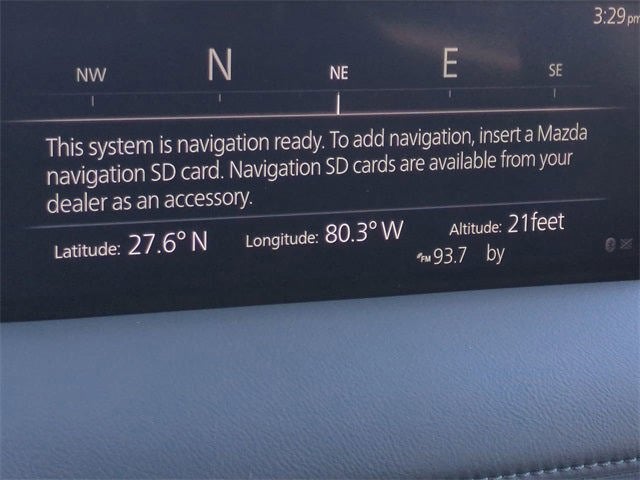 3:29pm
NW N NE E SE
This system is navigation ready. To add navigation, insert a Mazda
navigation SD card. Navigation SD cards are available from your
dealer as an accessory.
Latitude: 27.6° N Longitude: 80.3° W Altitude: 21feet
FM 93.7 by